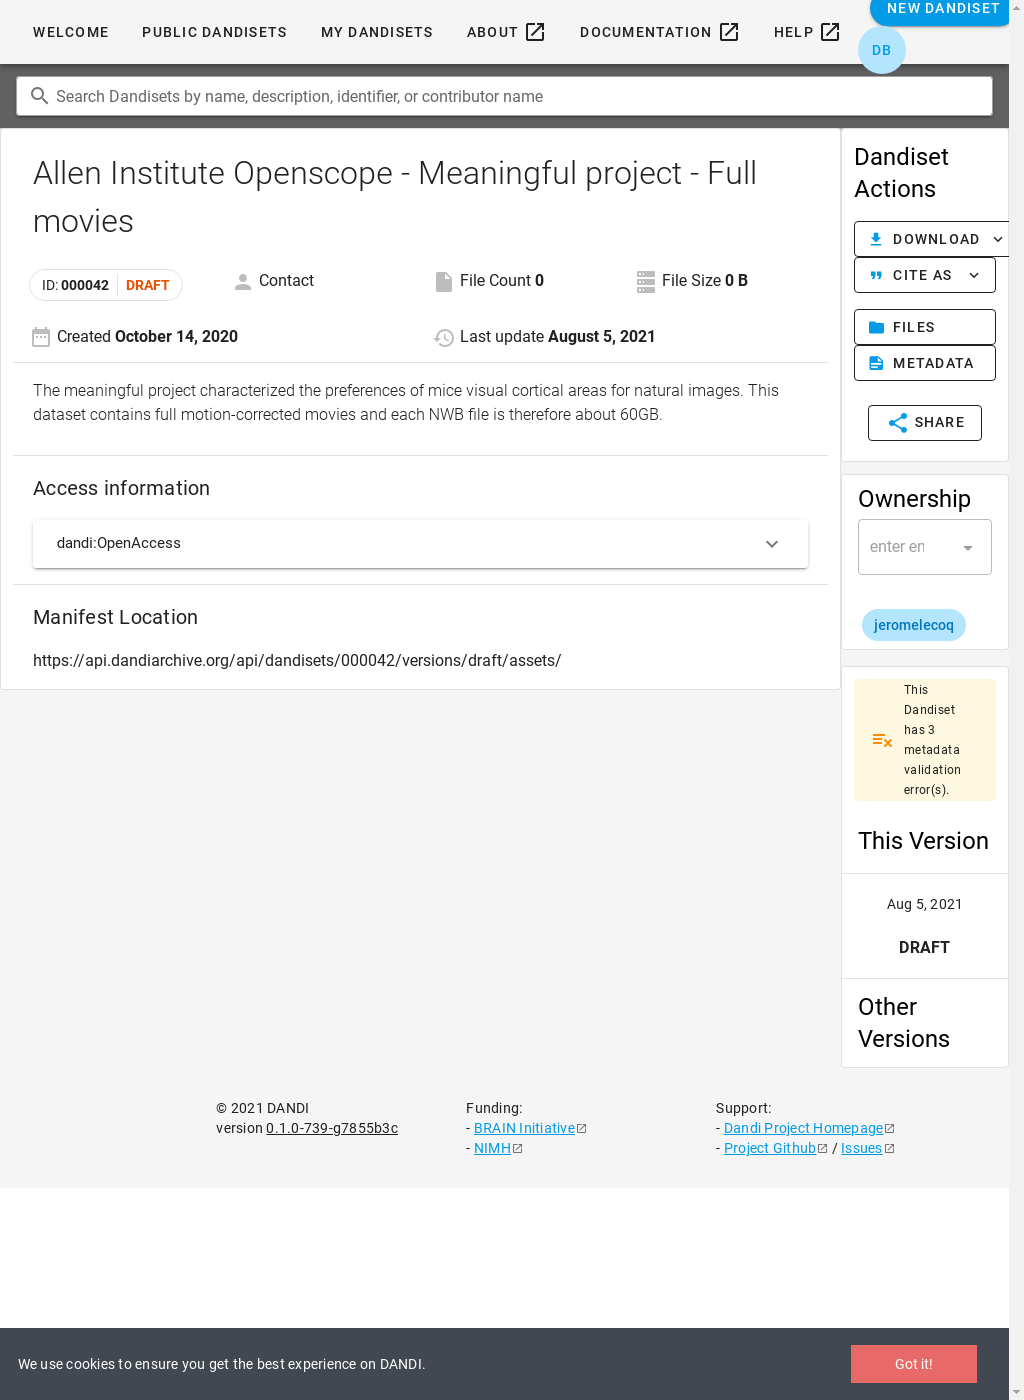 WELCOME PUBLIC DANDISETS MY DANDISETS ABOUT DOCUMENTATION HELP NEW DANDISET
DB
Search Dandisets by name, description, identifier, or contributor name
Allen Institute Openscope - Meaningful project - Full
movies
ID: 000042 DRAFT Contact File Count 0 File Size 0 B
Created October 14, 2020 Last update August 5, 2021
The meaningful project characterized the preferences of mice visual cortical areas for natural images. This
dataset contains full motion-corrected movies and each NWB file is therefore about 60GB.
Access information
dandi:OpenAccess
Manifest Location
https://api.dandiarchive.org/api/dandisets/000042/versions/draft/assets/
Dandiset
Actions
DOWNLOAD
CITE AS
FILES
METADATA
SHARE
Ownership
enter en
jeromelecoq
This
Dandiset
has 3
metadata
validation
error(s).
This Version
Aug 5, 2021
DRAFT
Other
Versions
© 2021 DANDI
version 0.1.0-739-g7855b3c
Funding:
- BRAIN Initiative
- NIMH
Support:
- Dandi Project Homepage
- Project Github / Issues
We use cookies to ensure you get the best experience on DANDI.
Got it!